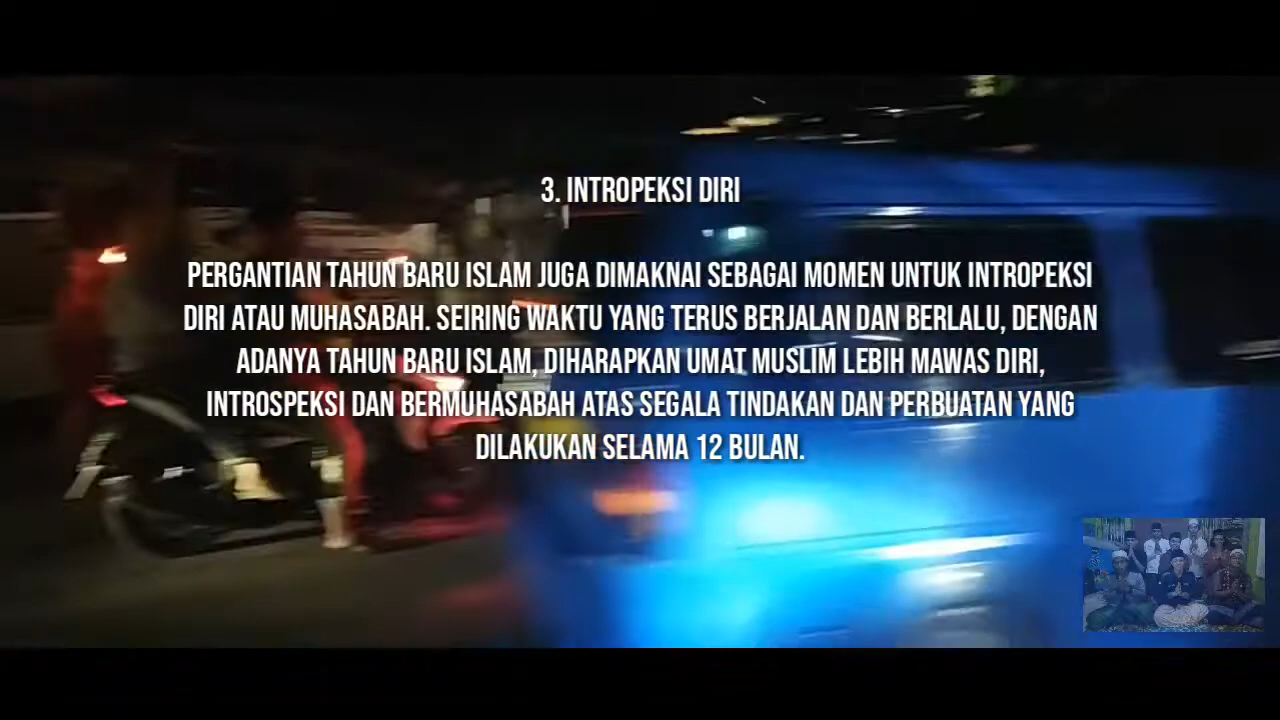 3. INTROPEKSI DIRI
PERGANTIAN TAHUN BARU ISLAM JUGA DIMAKNAI SEBAGAI MOMEN UNTUK INTROPEKSI
DIRI ATAU MUHASABAH. SEIRING WAKTU YANG TERUS BERJALAN DAN BERLALU, DENGAN
ADANYA TAHUN BARU ISLAM, DIHARAPKAN UMAT MUSLIM LEBIH MAWAS DIRI,
INTROSPEKSI DAN BERMUHASABAH ATAS SEGALA TINDAKAN DAN PERBUATAN YANG
DILAKUKAN SELAMA 12 BULAN.